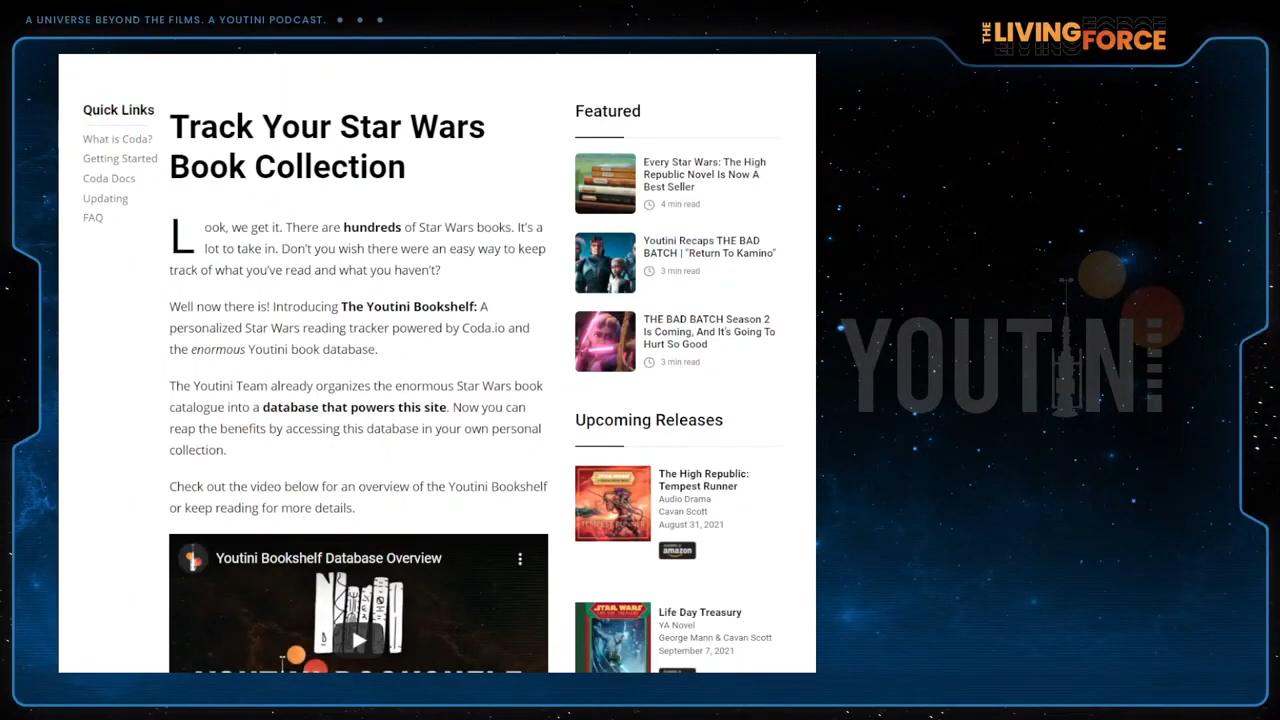 A UNIVERSE BEYOND THE FILMS. A YOUTINI PODCAST.
THE LIVING FORCE
Quick Links
What is Coda?
Getting Started
Coda Docs
Updating
FAQ
Track Your Star Wars
Book Collection
Look, we get it. There are hundreds of Star Wars books. It's a
lot to take in. Don't you wish there were an easy way to keep
track of what you've read and what you haven't?
Well now there is! Introducing The Youtini Bookshelf: A
personalized Star Wars reading tracker powered by Coda.io and
the enormous Youtini book database.
The Youtini Team already organizes the enormous Star Wars book
catalogue into a database that powers this site. Now you can
reap the benefits by accessing this database in your own personal
collection.
Check out the video below for an overview of the Youtini Bookshelf
or keep reading for more details.
Youtini Bookshelf Database Overview
Featured
Every Star Wars: The High
Republic Novel Is Now A
Best Seller
4 min read
Youtini Recaps THE BAD
BATCH | "Return To Kamino"
3 min read
THE BAD BATCH Season 2
Is Coming, And It's Going To
Hurt So Good
3 min read
Upcoming Releases
STAR WARS
TEMPEST RUNNER
The High Republic:
Tempest Runner
Audio Drama
Cavan Scott
August 31, 2021
amazon
STAR WARS
Life Day Treasury
YA Novel
George Mann & Cavan Scott
September 7, 2021
YOUTINI